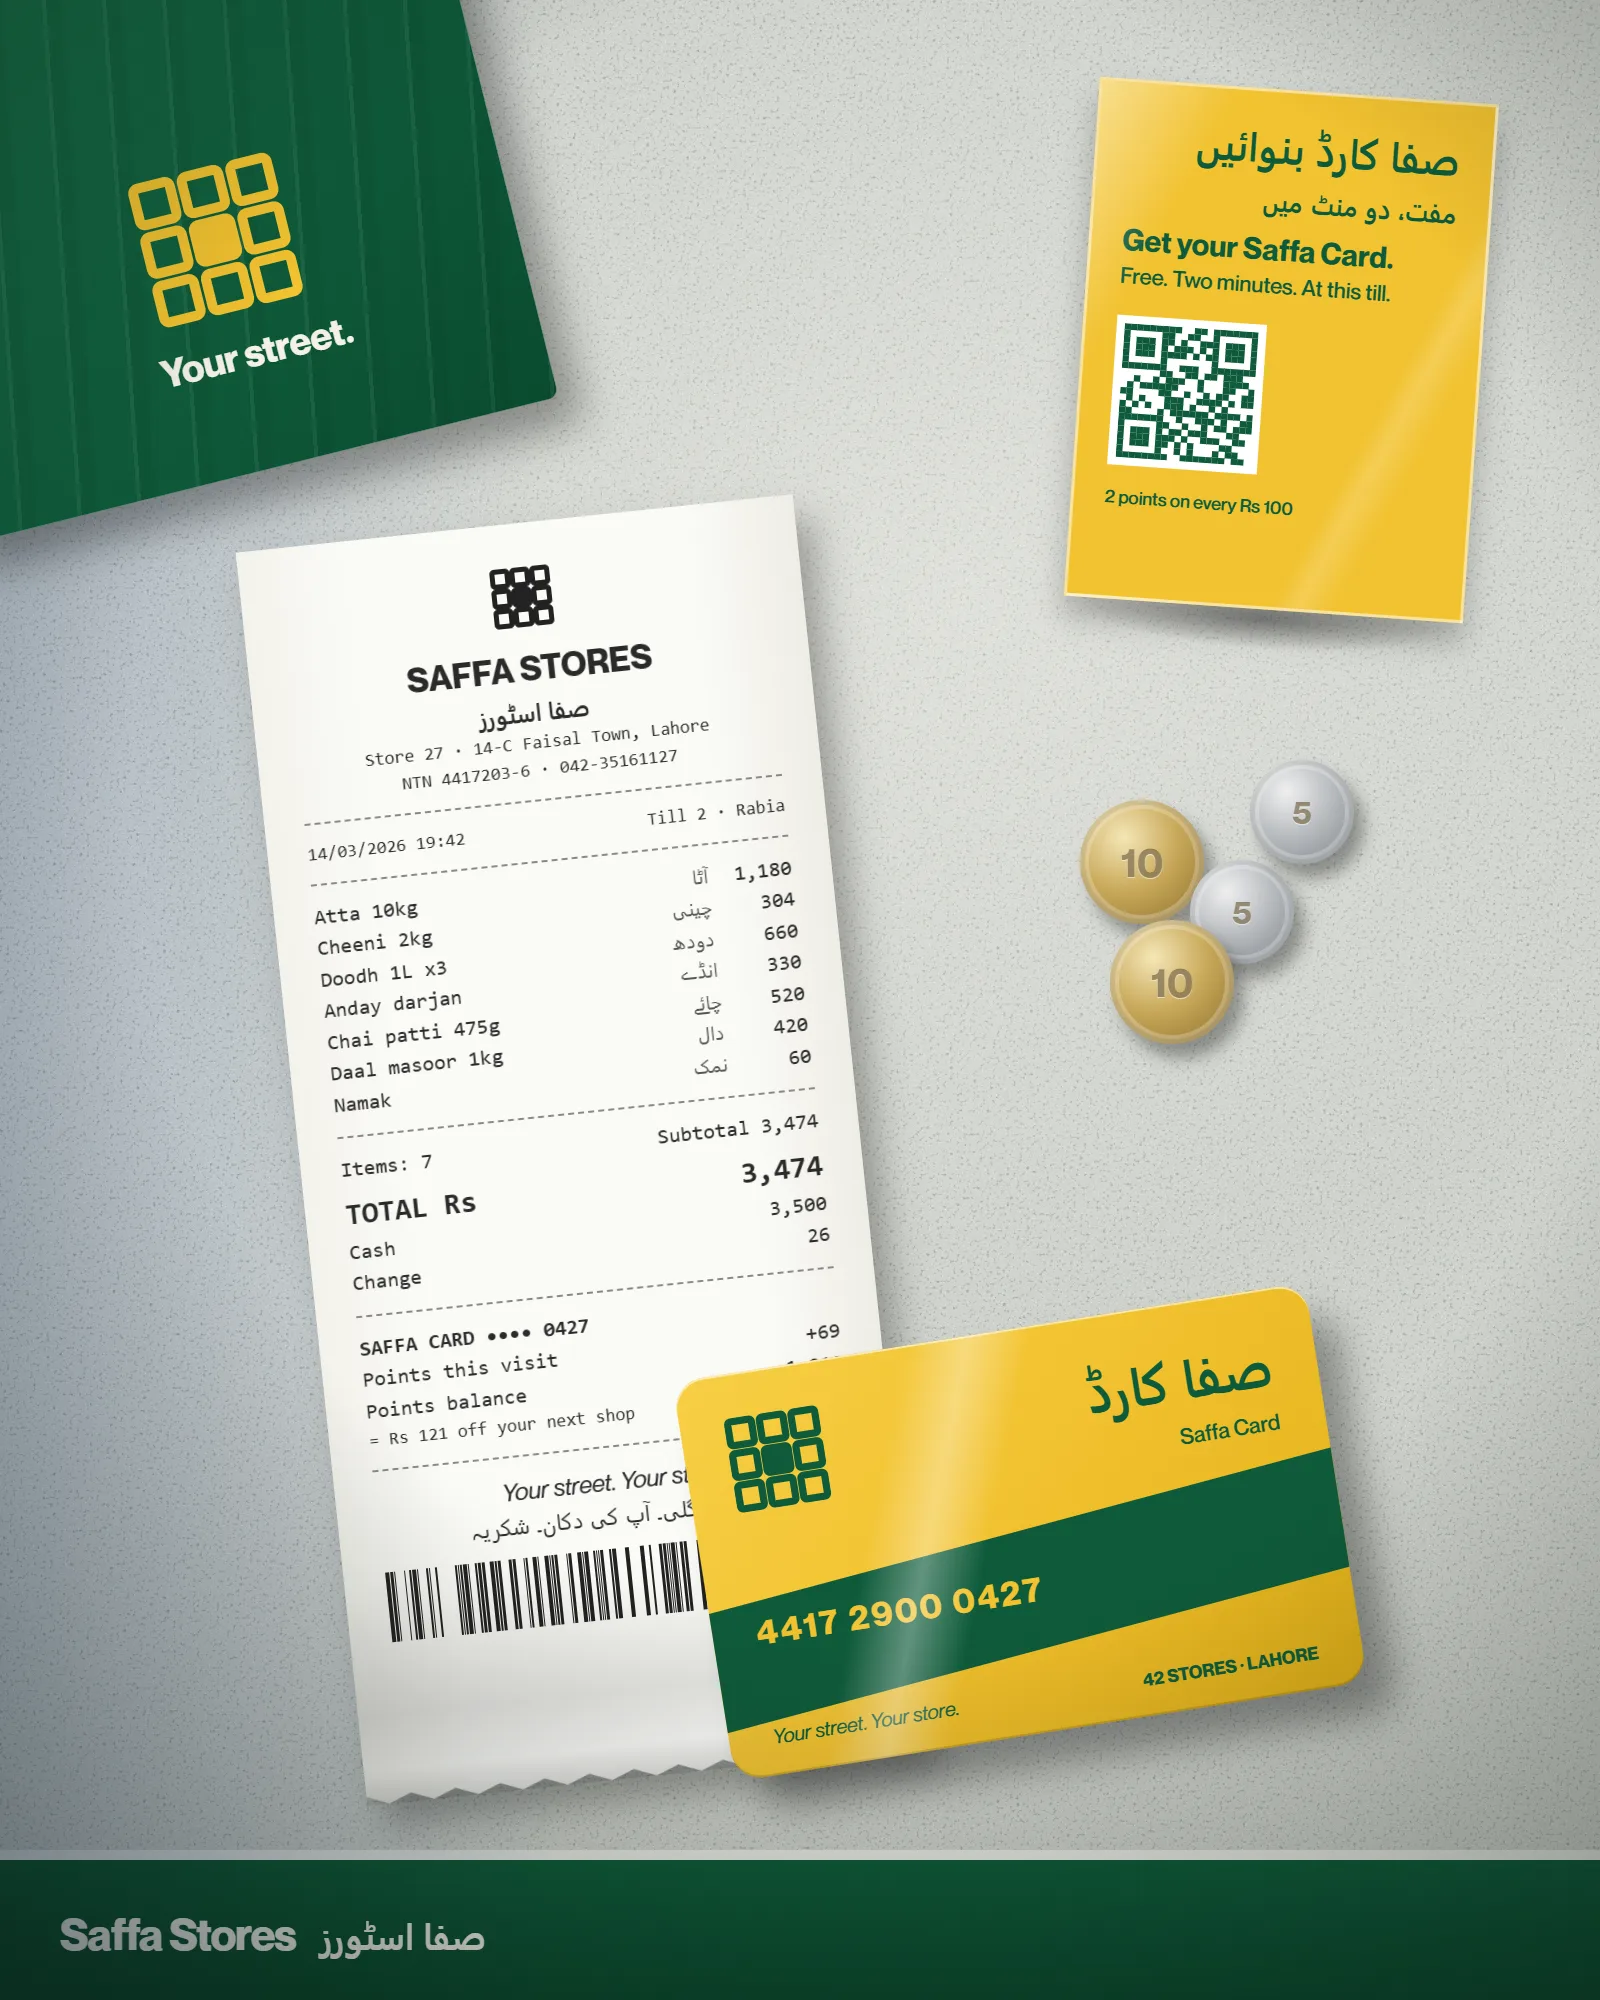 Your street.
صفا کارڈ بنوائیں
مفت، دو منٹ میں
Get your Saffa Card.
Free. Two minutes. At this till.
2 points on every Rs 100
SAFFA STORES
صفا اسٹورز
Store 27 · 14-C Faisal Town, Lahore
NTN 4417203-6 · 042-35161127
14/03/2026 19:42 Till 2 · Rabia
Atta 10kg آٹا 1,180
Cheeni 2kg چینی 304
Doodh 1L x3 دودھ 660
Anday darjan انڈے 330
Chai patti 475g چائے 520
Daal masoor 1kg دال 420
Namak نمک 60
Items: 7 Subtotal 3,474
TOTAL Rs 3,474
Cash 3,500
Change 26
SAFFA CARD •••• 0427
Points this visit +69
Points balance
= Rs 121 off your next shop
Your street. Your
آپ کی دکان۔ شکریہ
10
5
5
10
صفا کارڈ
Saffa Card
4417 2900 0427
Your street. Your store.
42 STORES · LAHORE
Saffa Stores صفا اسٹورز